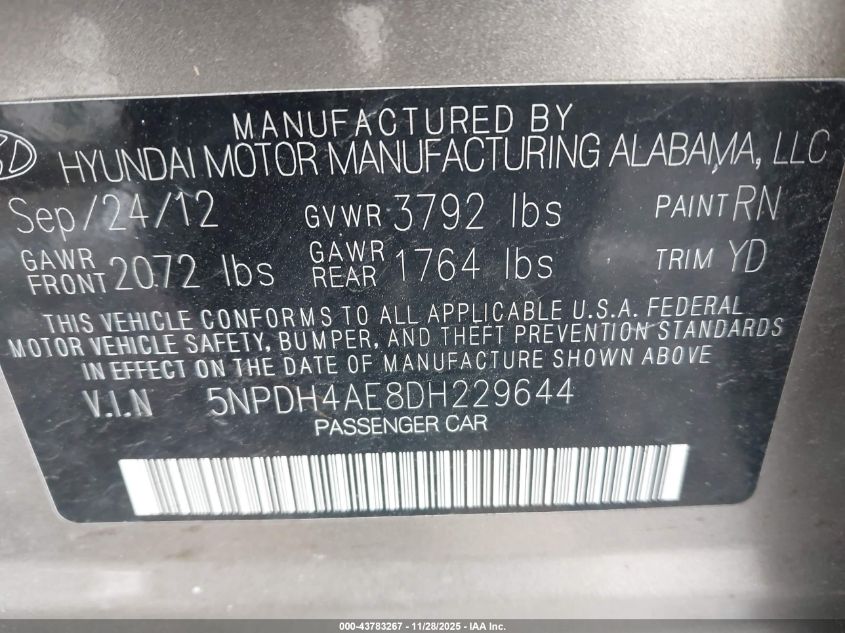 MANUFACTURED BY
HYUNDAI MOTOR MANUFACTURING ALABAMA, LLC
Sep/24/12 GVWR 3792 lbs PAINT RN
GAWR FRONT 2072 lbs GAWR REAR 1764 lbs TRIM YD
THIS VEHICLE CONFORMS TO ALL APPLICABLE U.S.A. FEDERAL
MOTOR VEHICLE SAFETY, BUMPER, AND THEFT PREVENTION STANDARDS
IN EFFECT ON THE DATE OF MANUFACTURE SHOWN ABOVE
V.I.N 5NPDH4AE8DH229644
PASSENGER CAR
000-43783267 - 11/28/2025 - IAA Inc.